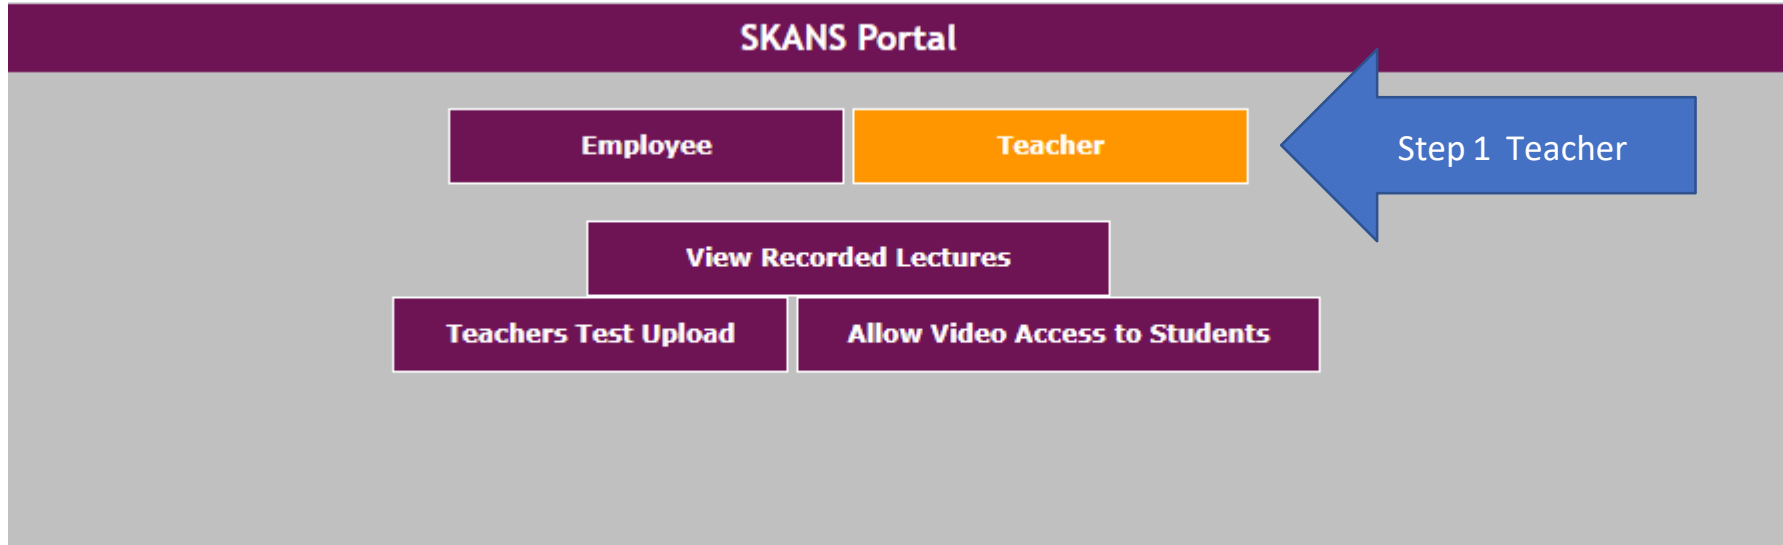 SKANS Portal
Employee
Teacher
Step 1 Teacher
View Recorded Lectures
Teachers Test Upload
Allow Video Access to Students